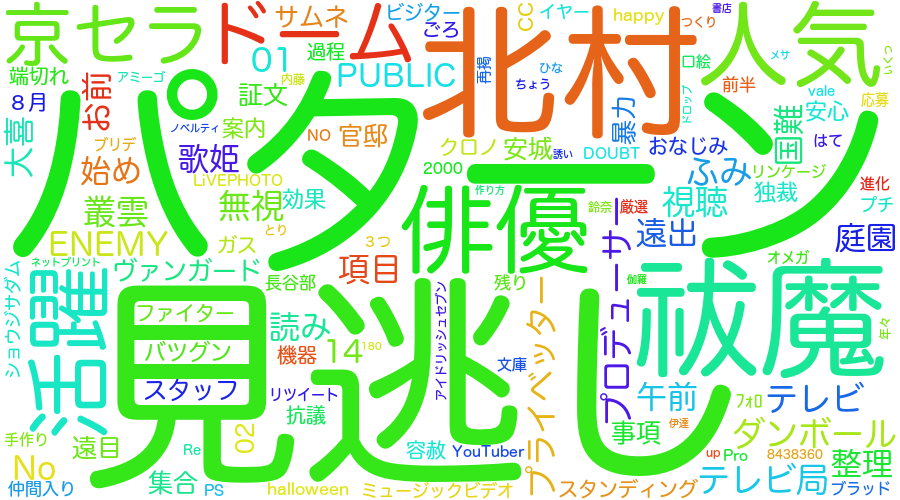 京セラ
ドーム
サムネ
ビジター
ごろ
CC
イヤー
happy
書店
つくり
人気
いくつ
端切れ
アミーゴ
01
過程
PUBLIC
内藤
再掲
ひな
ちょう
北村
口絵
メサ
前半
vale
応募
8月
お前
パターン
証文
ドロップ
安心
大喜
ブリデ
ノベルティ
案内
NO
官邸
クロノ
安城
誘い
DOUBT
暴力
おなじみ
国難
はて
始め
歌姫
2000
ふみ
リンケージ
LiVEPHOTO
効果
作り方
進化
叢雲
無視
俳優
鈴奈
厳選
視聴
独裁
プチ
ENEMY
ガス
とり
3つ
遠出
庭園
ネットプリント
ヴァンガード
項目
長谷部
残り
伽羅
オメガ
ショウジサダム
活躍
見逃し
ファイター
アイドリッシュセブン
プライベッター
プロデューサー
祓魔
年々
読み
バツグン
機器
14
180
文庫
スタッフ
リツイート
午前
フォロ
テレビ
抗議
手作り
遠目
02
Re
容赦
YouTuber
事項
伊達
ダンボール
No
集合
up
Pro
8438360
整理
仲間入り
PS
halloween
ミュージックビデオ
スタンディング
テレビ局
ブラッド